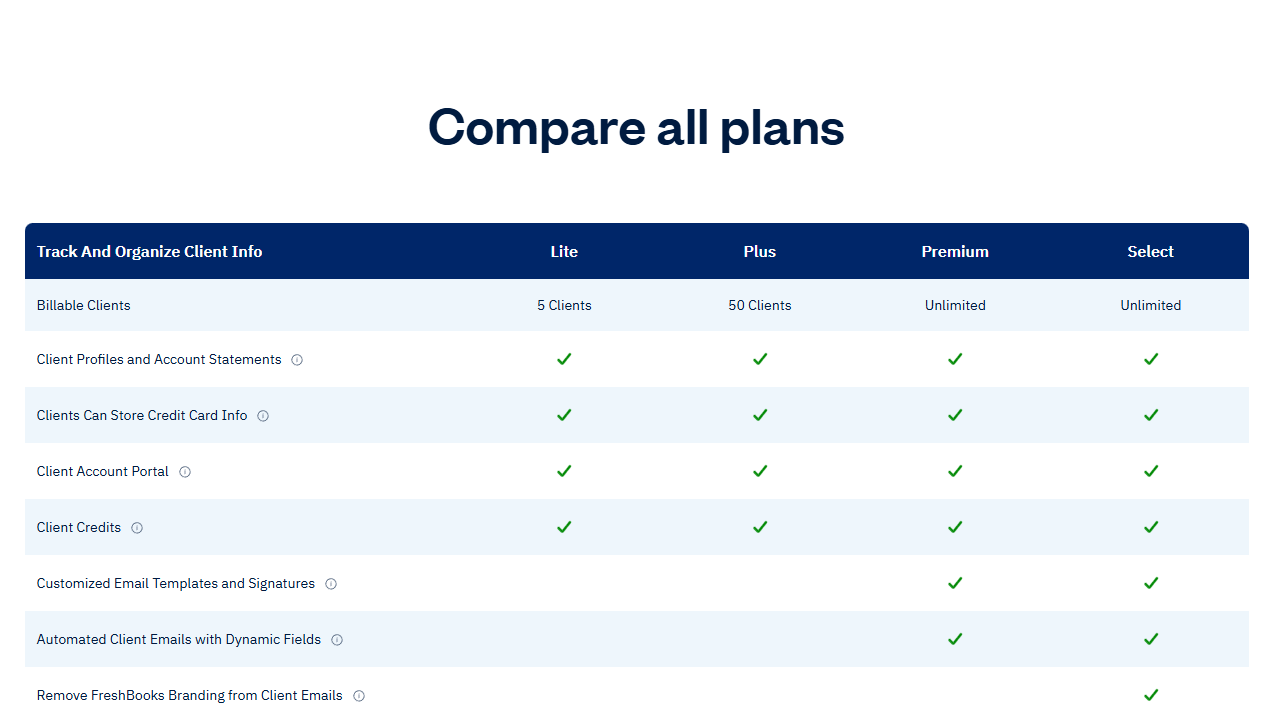 Compare all plans
Track And Organize Client Info Lite Plus Premium Select
Billable Clients 5 Clients 50 Clients Unlimited Unlimited
Client Profiles and Account Statements
Clients Can Store Credit Card Info
Client Account Portal
Client Credits
Customized Email Templates and Signatures
Automated Client Emails with Dynamic Fields
Remove FreshBooks Branding from Client Emails